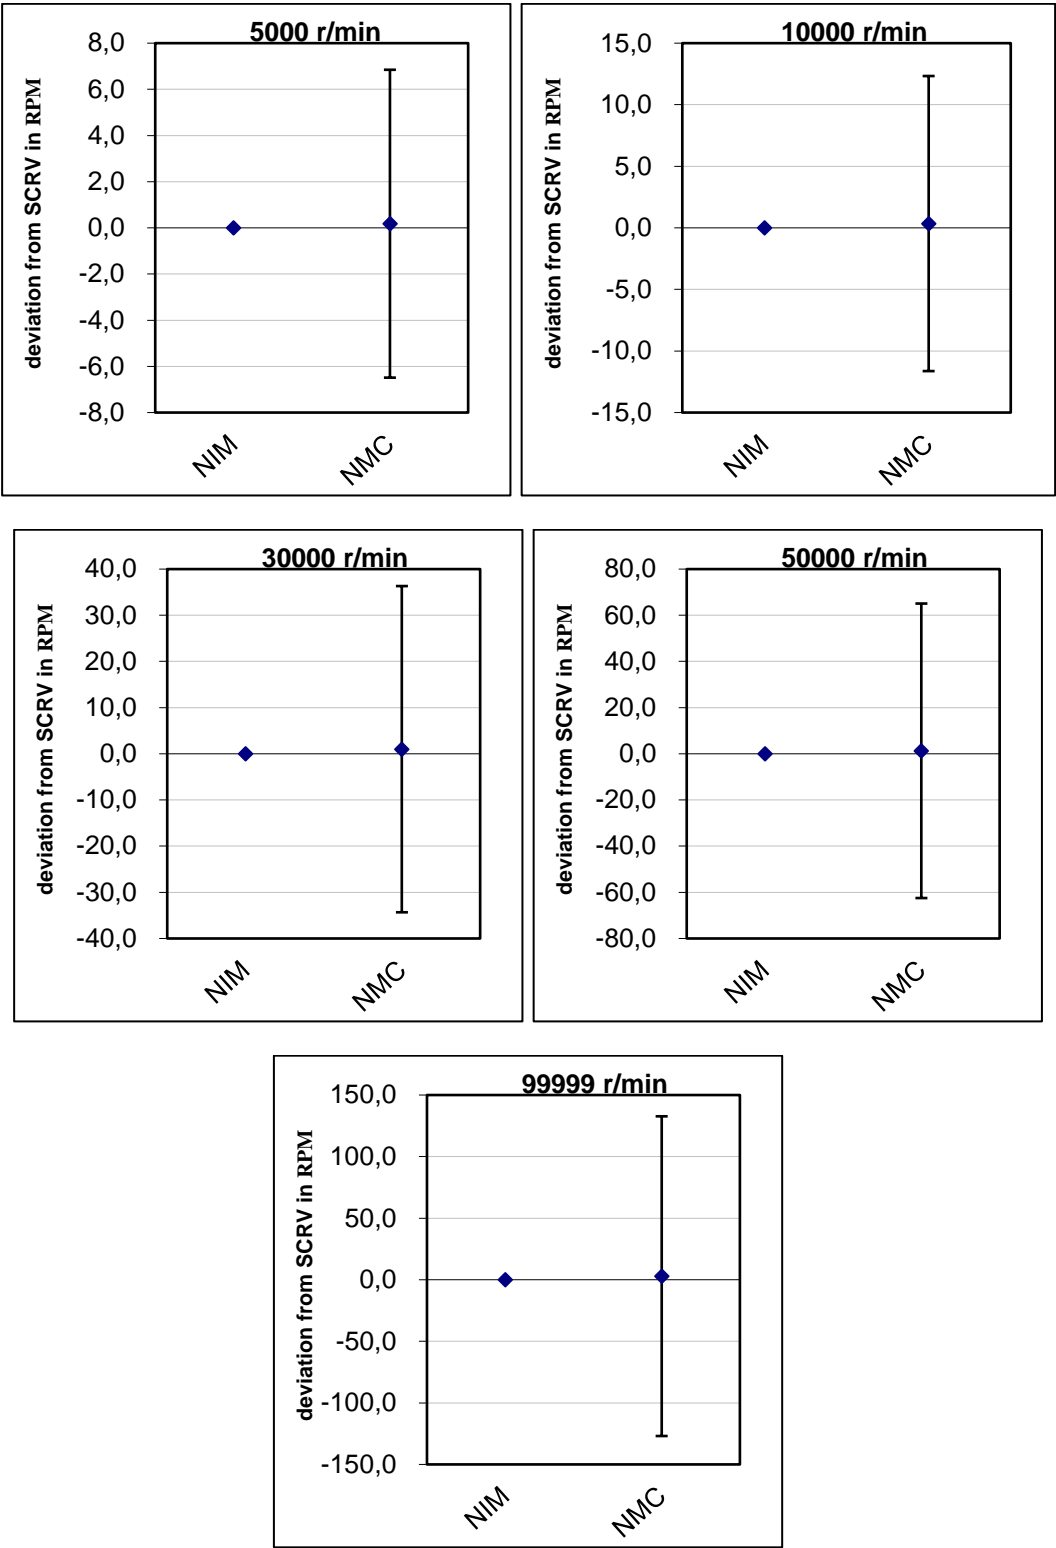 5000 r/min
deviation from SCRV in RPM
8,0
6,0
4,0
2,0
0,0
-2,0
-4,0
-6,0
-8,0
NIM
NMC
10000 r/min
deviation from SCRV in RPM
15,0
10,0
5,0
0,0
-5,0
-10,0
-15,0
NIM
NMC
30000 r/min
deviation from SCRV in RPM
40,0
30,0
20,0
10,0
0,0
-10,0
-20,0
-30,0
-40,0
NIM
NMC
50000 r/min
deviation from SCRV in RPM
80,0
60,0
40,0
20,0
0,0
-20,0
-40,0
-60,0
-80,0
NIM
NMC
99999 r/min
deviation from SCRV in RPM
150,0
100,0
50,0
0,0
-50,0
-100,0
-150,0
NIM
NMC